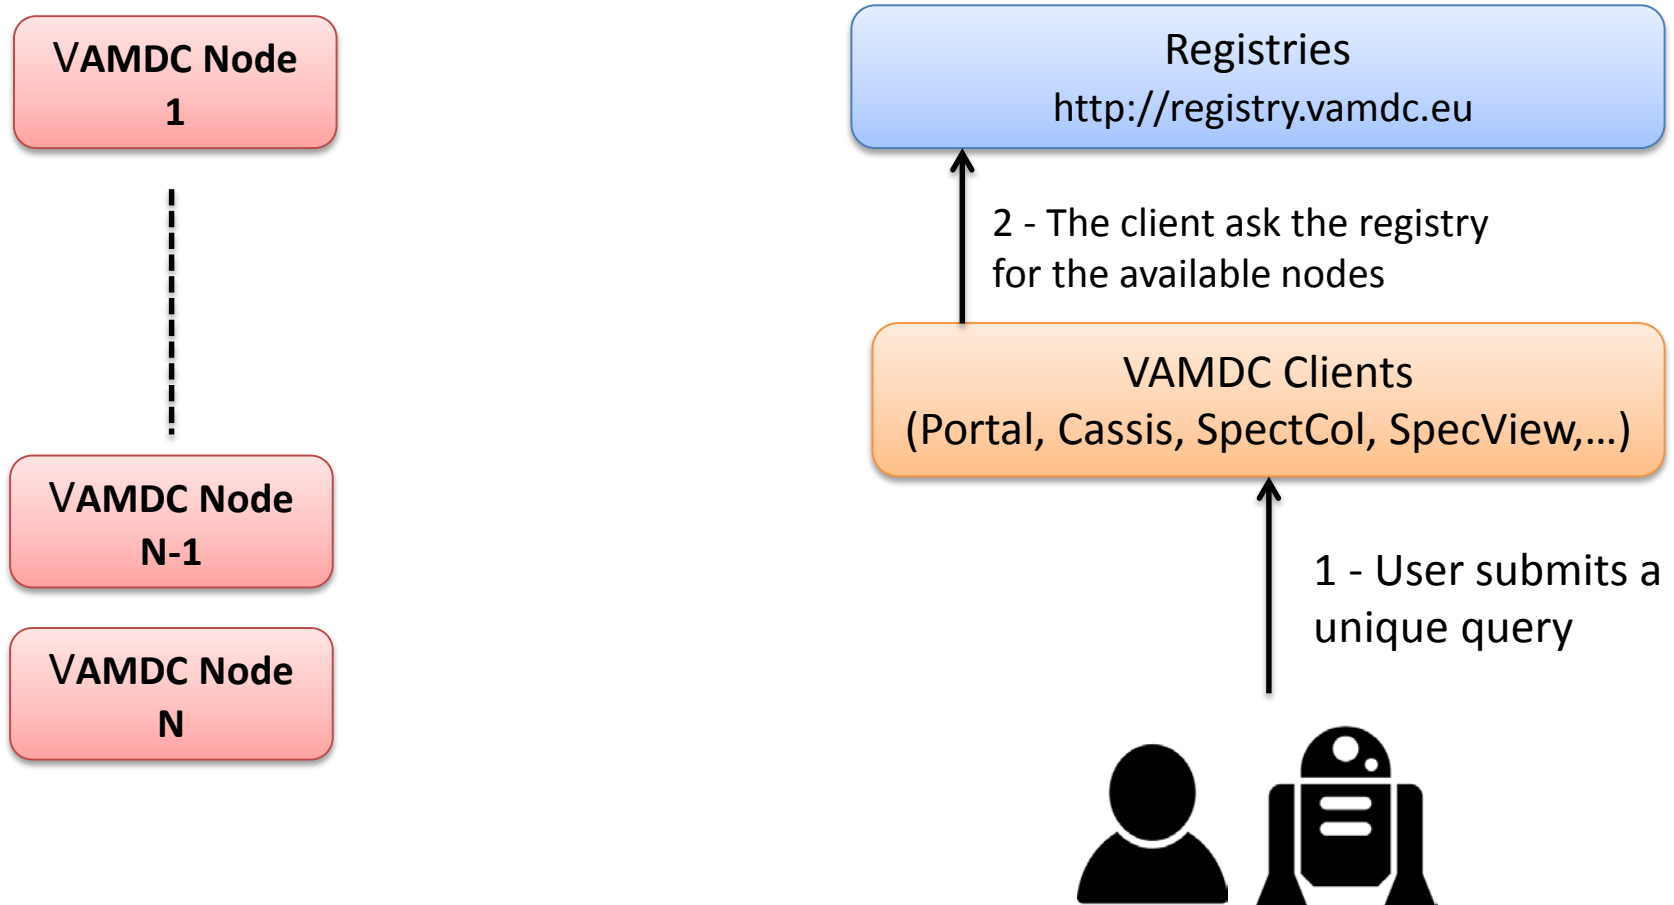 VAMDC Node
1
VAMDC Node
N-1
VAMDC Node
N
Registries
http://registry.vamdc.eu
2 - The client ask the registry
for the available nodes
VAMDC Clients
(Portal, Cassis, SpectCol, SpecView,...)
1 - User submits a
unique query